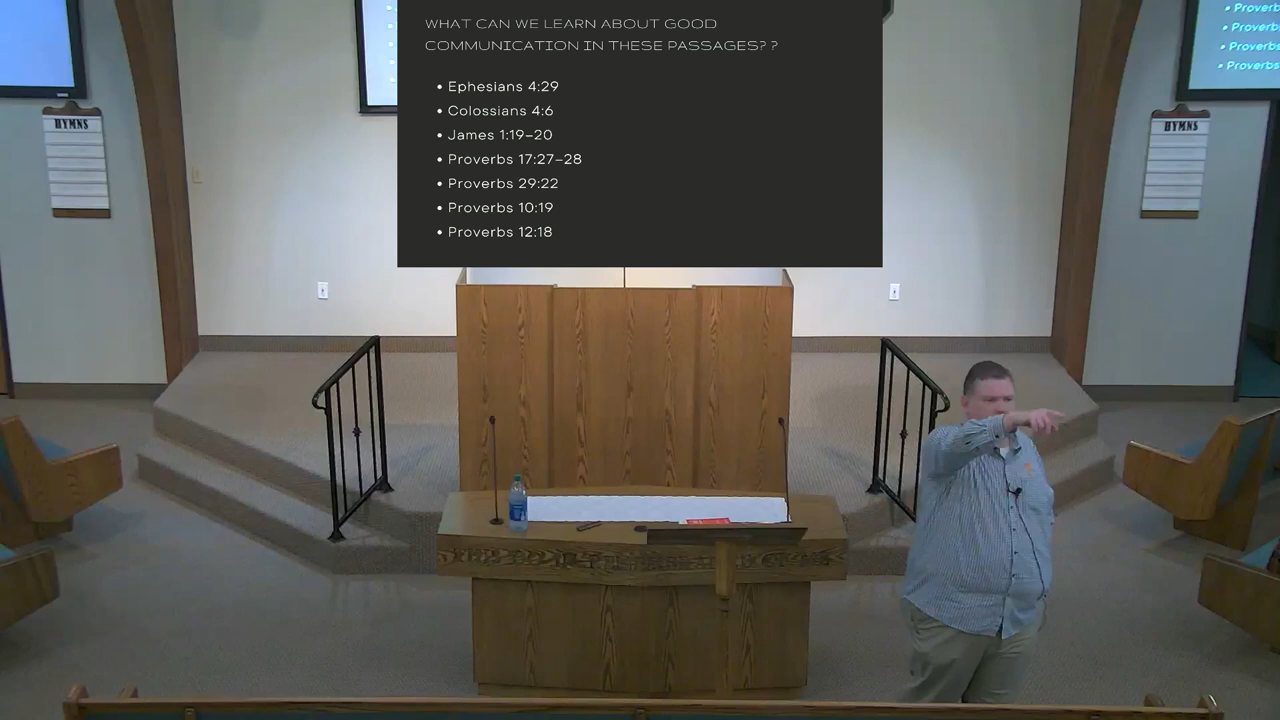 WHAT CAN WE LEARN ABOUT GOOD
COMMUNICATION IN THESE PASSAGES? ?
• Ephesians 4:29
• Colossians 4:6
• James 1:19–20
• Proverbs 17:27–28
• Proverbs 29:22
• Proverbs 10:19
• Proverbs 12:18
HYMNS
HYMNS
• Proverb
• Proverbs
• Proverbs
• Proverbs